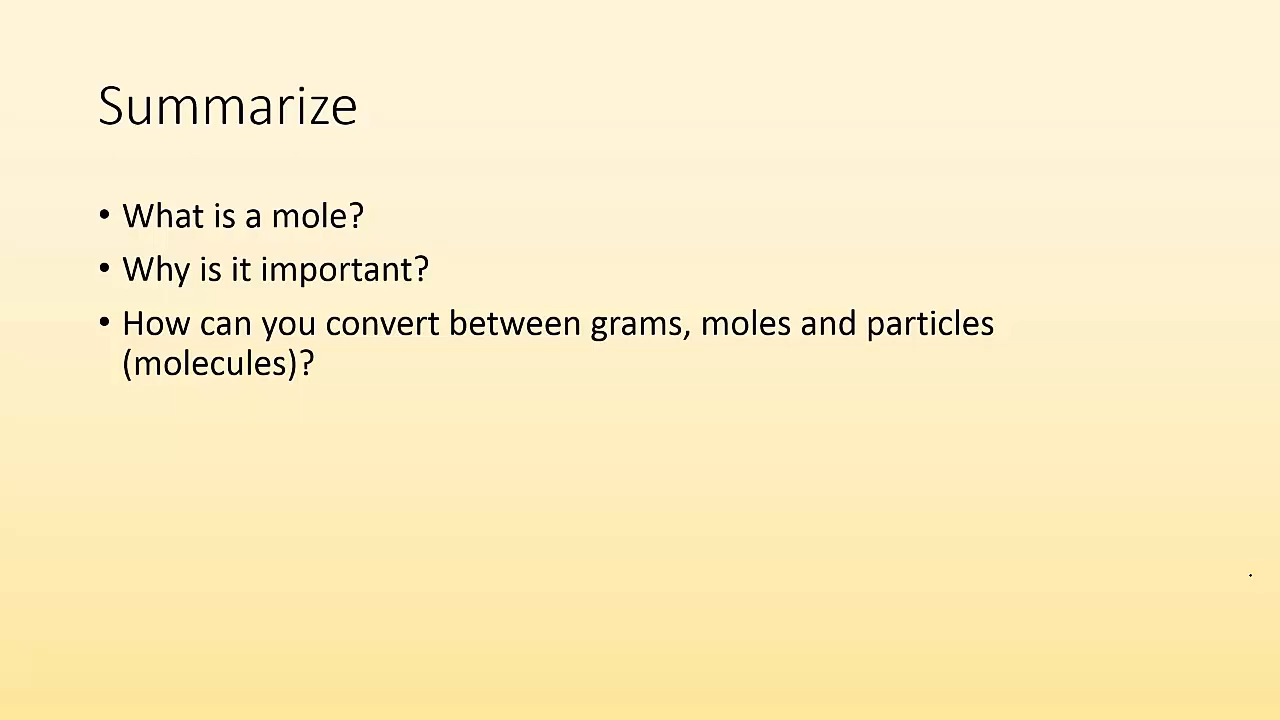 Summarize
• What is a mole?
• Why is it important?
• How can you convert between grams, moles and particles
(molecules)?